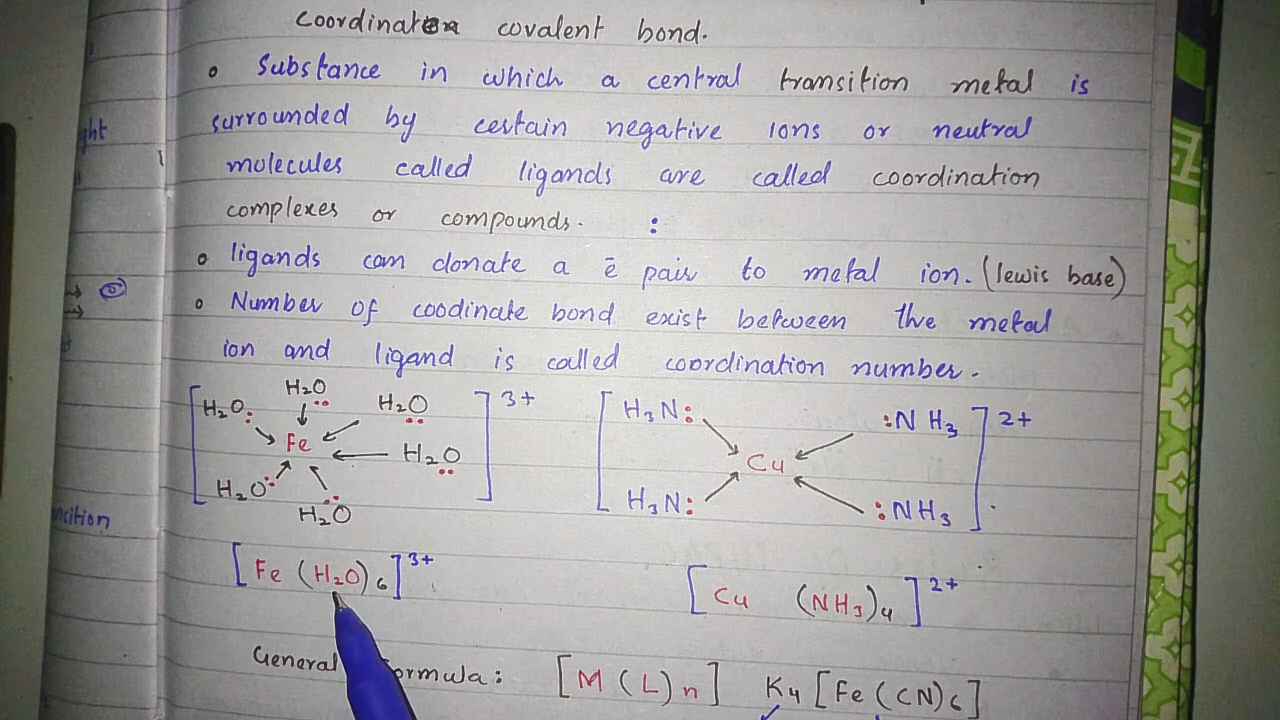 coordinaten covalent bond.
o Substance in which a central transition metal is
surrounded by certain negative ions or neutral
molecules called ligands are called coordination
complexes or compounds. :
o ligands can donate a ē pair to metal ion. (lewis base)
o Number of coodinate bond exist between the metal
ion and ligand is called coordination number.
[H₂O: H₂O H₂O Fe H₂O H₂O: H₂O]3+
[H₃N: :NH₃ Cu H₃N: :NH₃]2+
[Fe (H₂O)₆]3+ [Cu (NH₃)₄]2+
General formula: [M (L) n] K₄ [Fe (CN)₆]
ght
nsition